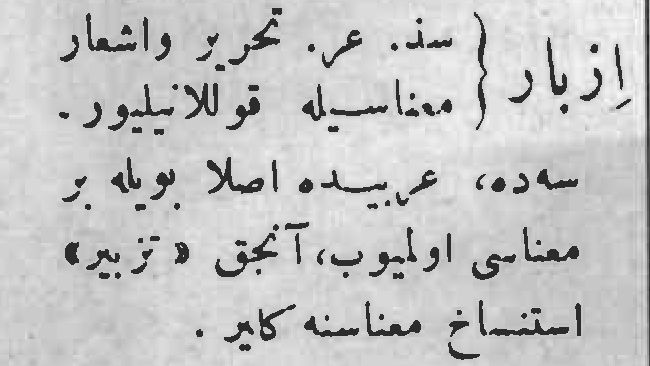 اِزبار } سند. عر. تحریر واشعار
معناسیله قوللانیلیور.
سه‌ده، عربیده اصلا بویله بر
معناسی اولمیوب، آنجق « تزبیر »
استنساخ معناسنه کلیر.